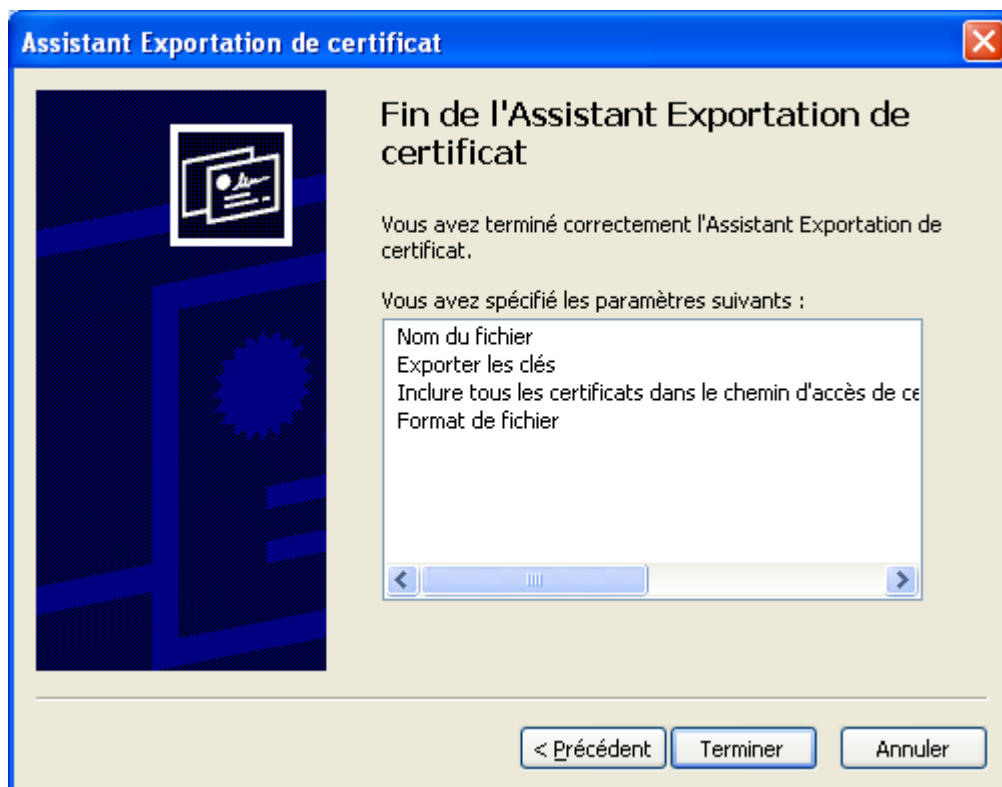 Assistant Exportation de certificat
Fin de l'Assistant Exportation de
certificat
Vous avez terminé correctement l'Assistant Exportation de
certificat.
Vous avez spécifié les paramètres suivants :
Nom du fichier
Exporter les clés
Inclure tous les certificats dans le chemin d'accès de ce
Format de fichier
< Précédent
Terminer
Annuler